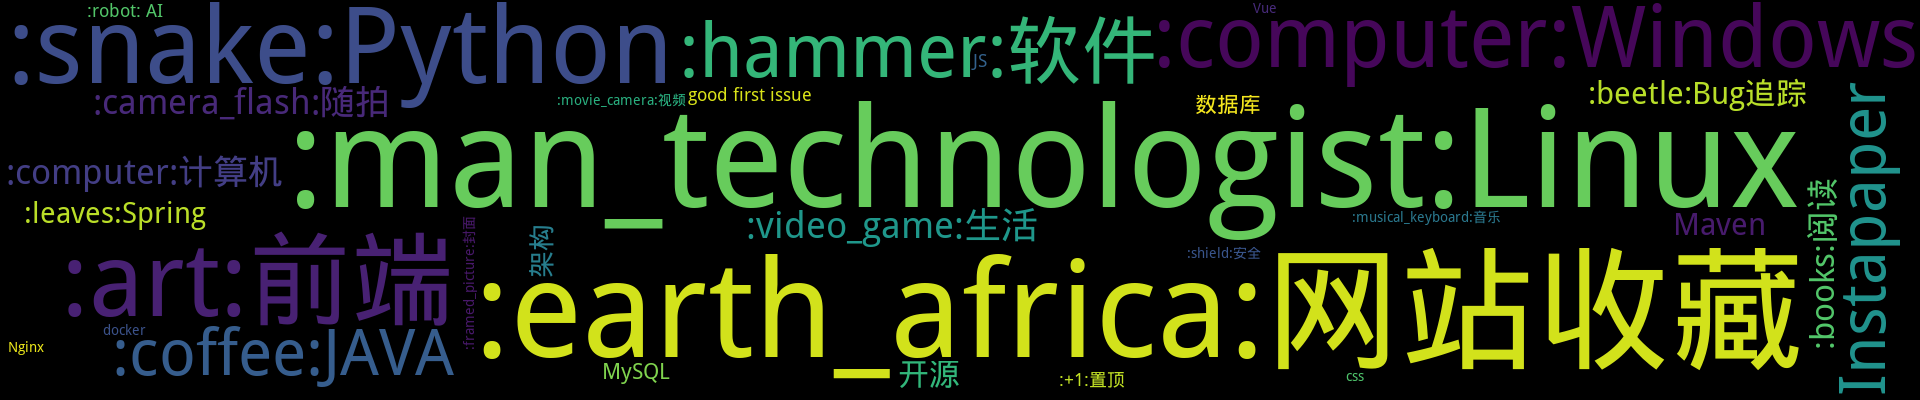 :robot: AI
Vue
:snake:Python
:hammer:软件
:computer:Windows
JS
:camera_flash:随拍
:movie_camera:视频
good first issue
数据库
:beetle:Bug追踪
:man_technologist:Linux
:computer:计算机
:leaves:Spring
:video_game:生活
:musical_keyboard:音乐
Maven
:books:阅读
Instapaper
:art:前端
:framed_picture:封面
架构
:shield:安全
:earth_africa:网站收藏
docker
Nginx
:coffee:JAVA
MySQL
开源
:+1:置顶
css